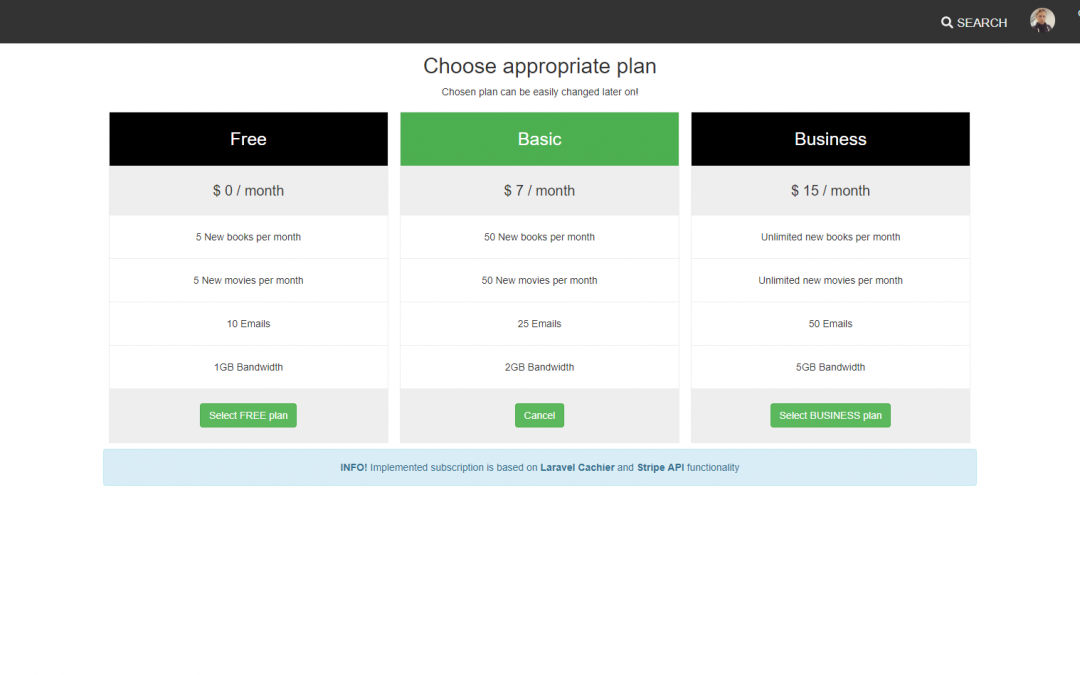 SEARCH
Choose appropriate plan
Chosen plan can be easily changed later on!
Free
$ 0 / month
5 New books per month
5 New movies per month
10 Emails
1GB Bandwidth
Select FREE plan
Basic
$ 7 / month
50 New books per month
50 New movies per month
25 Emails
2GB Bandwidth
Cancel
Business
$ 15 / month
Unlimited new books per month
Unlimited new movies per month
50 Emails
5GB Bandwidth
Select BUSINESS plan
INFO! Implemented subscription is based on Laravel Cachier and Stripe API functionality